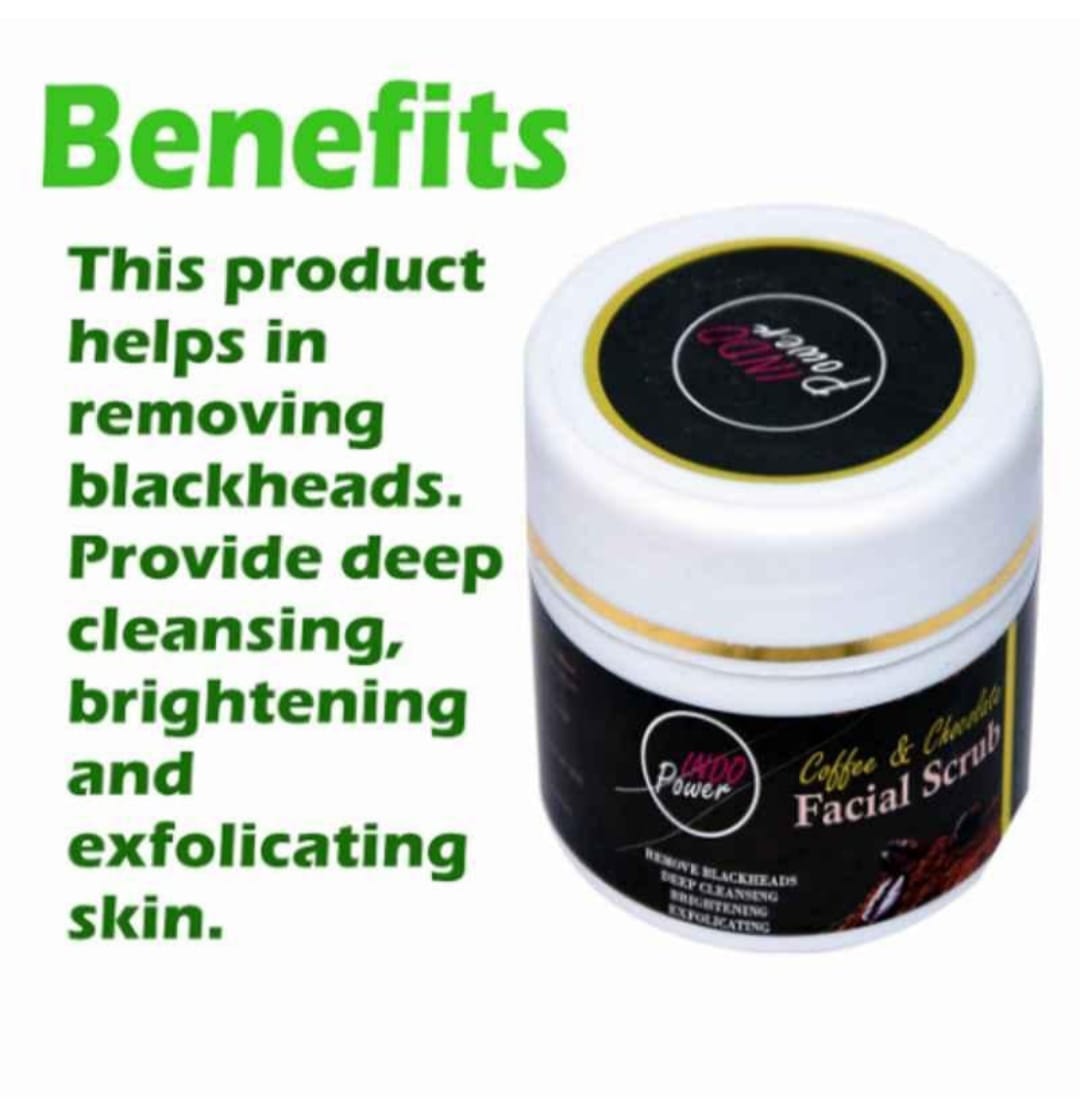 Benefits
This product
helps in
removing
blackheads.
Provide deep
cleansing,
brightening
and
exfolicating
skin.
INDO
Power
INDO
Power
Coffee & Chocolate
Facial Scrub
REMOVE BLACKHEADS
DEEP CLEANSING
BRIGHTENING
EXFOLICATING